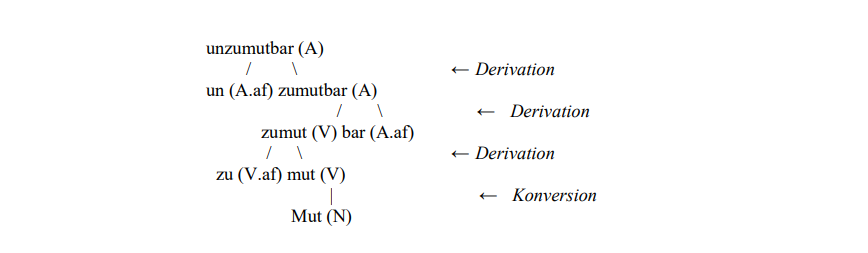 unzumutbar (A)
/ \ ← Derivation
un (A.af) zumutbar (A)
/ \ ← Derivation
zumut (V) bar (A.af)
/ \ ← Derivation
zu (V.af) mut (V)
| ← Konversion
Mut (N)